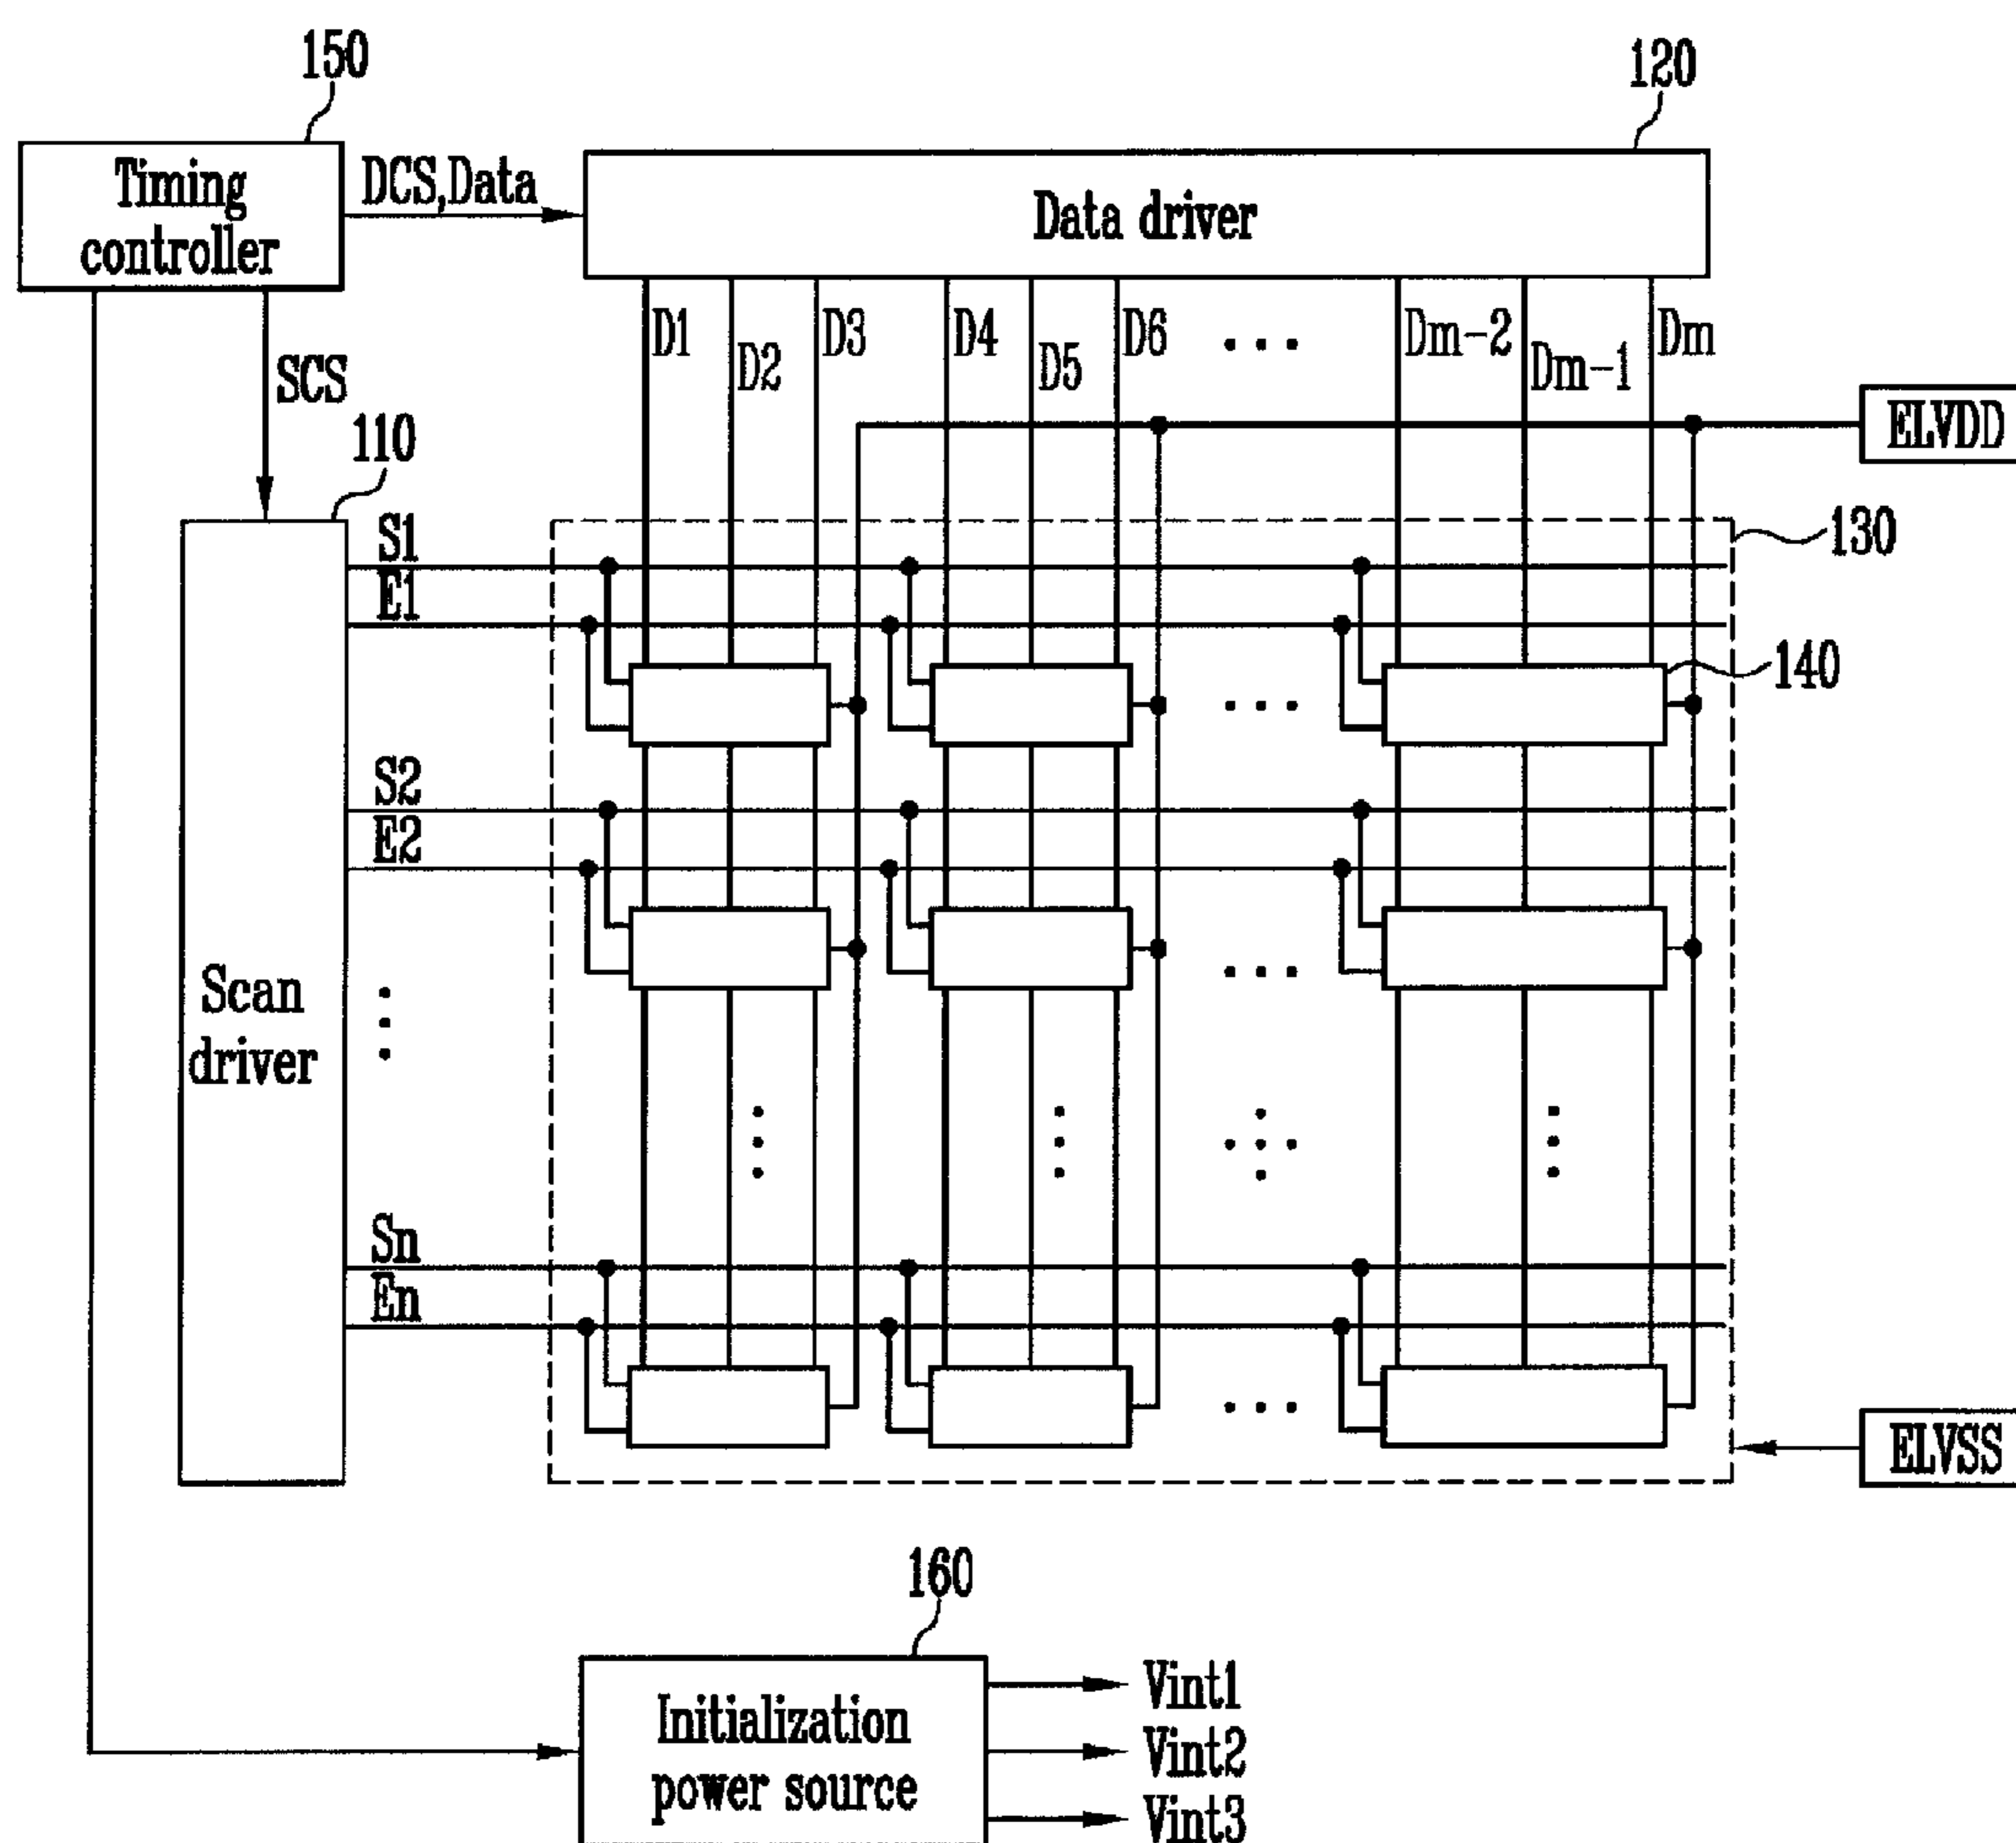 150
120
Timing
controller
DCS,Data
Data driver
D1
D2
D3
D4
D5
D6
Dm-2
Dm-1
Dm
SCS
ELVDD
110
130
S1
E1
140
S2
E2
Scan
driver
Sn
En
ELVSS
160
Initialization
power source
Vint1
Vint2
Vint3